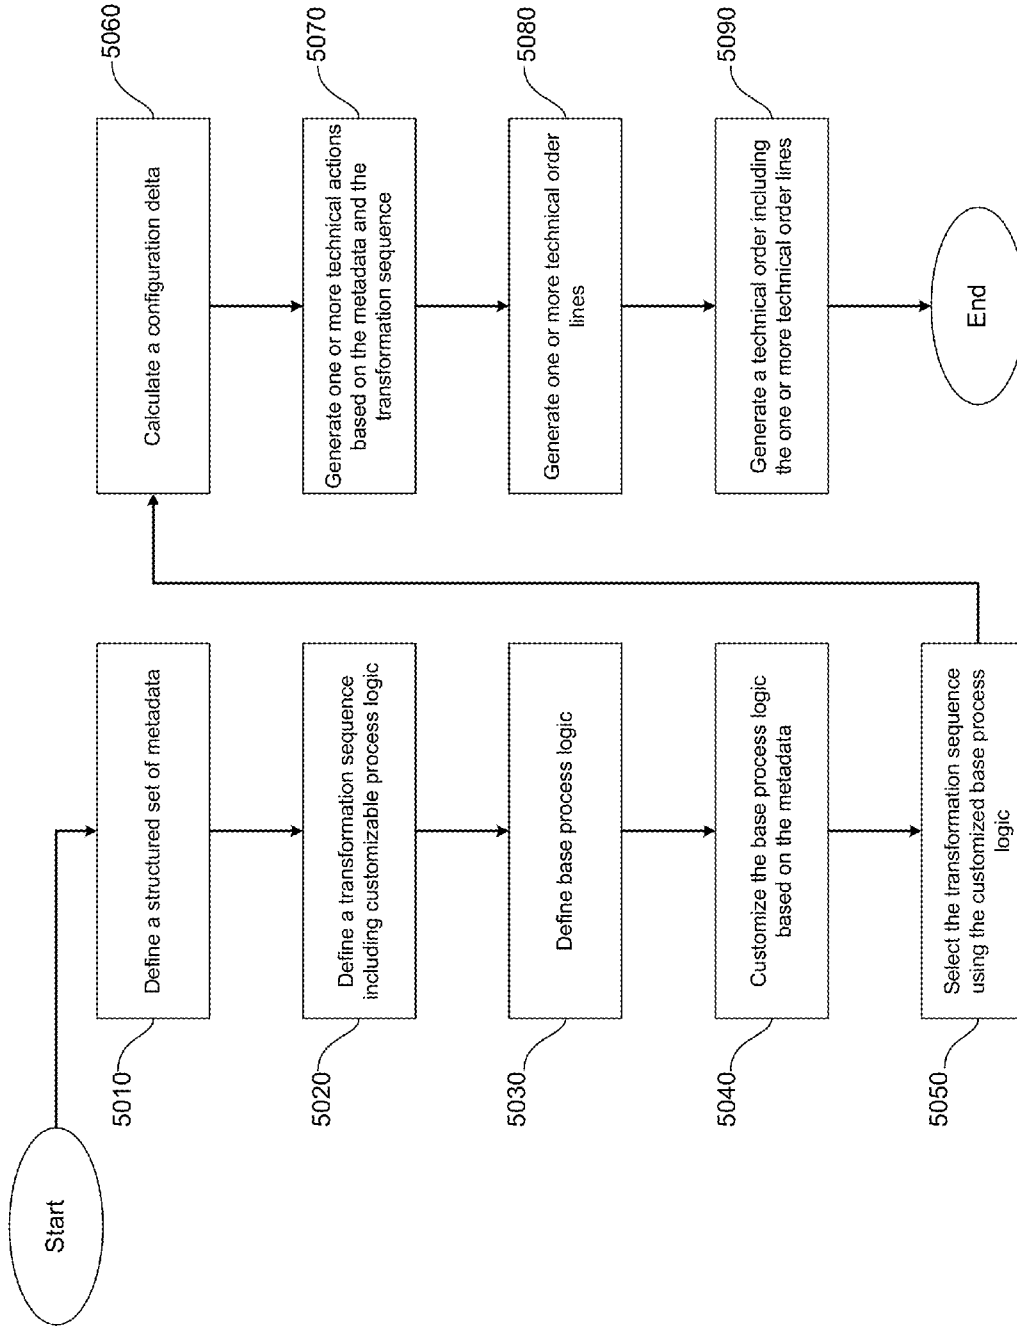 Start
5010
Define a structured set of metadata
5020
Define a transformation sequence
including customizable process logic
5030
Define base process logic
5040
Customize the base process logic
based on the metadata
5050
Select the transformation sequence
using the customized base process
logic
5060
Calculate a configuration delta
5070
Generate one or more technical actions
based on the metadata and the
transformation sequence
5080
Generate one or more technical order
lines
5090
Generate a technical order including
the one or more technical order lines
End